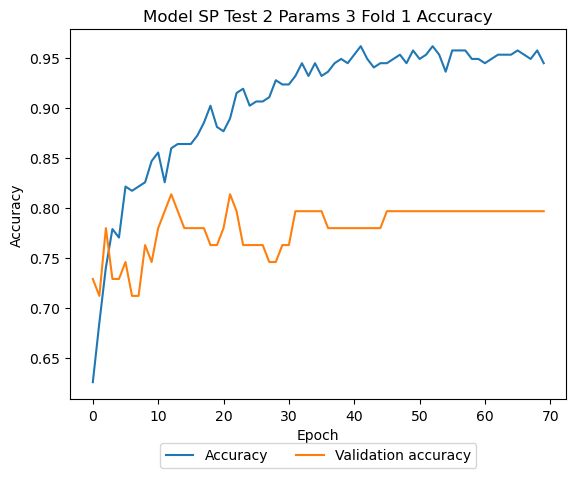 Model SP Test 2 Params 3 Fold 1 Accuracy
Accuracy
0.95
0.90
0.85
0.80
0.75
0.70
0.65
0 10 20 30 40 50 60 70
Epoch
Accuracy Validation accuracy